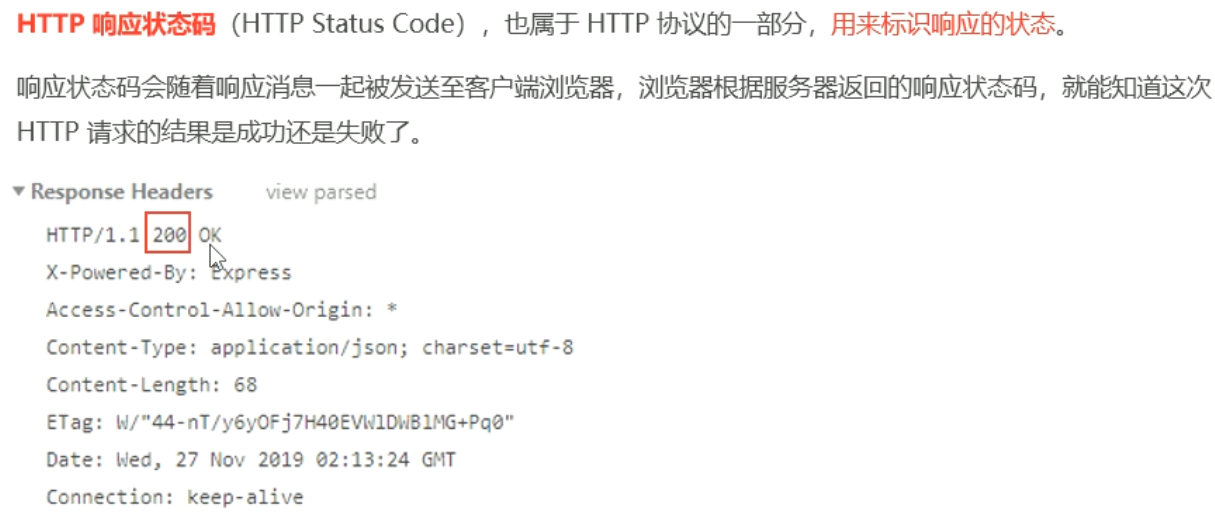 HTTP 响应状态码（HTTP Status Code），也属于 HTTP 协议的一部分，用来标识响应的状态。
响应状态码会随着响应消息一起被发送至客户端浏览器，浏览器根据服务器返回的响应状态码，就能知道这次
HTTP 请求的结果是成功还是失败了。
▼ Response Headers view parsed
HTTP/1.1 200 OK
X-Powered-By: Express
Access-Control-Allow-Origin: *
Content-Type: application/json; charset=utf-8
Content-Length: 68
ETag: W/"44-nT/y6yOFj7H40EVWlDWBlMG+Pq0"
Date: Wed, 27 Nov 2019 02:13:24 GMT
Connection: keep-alive